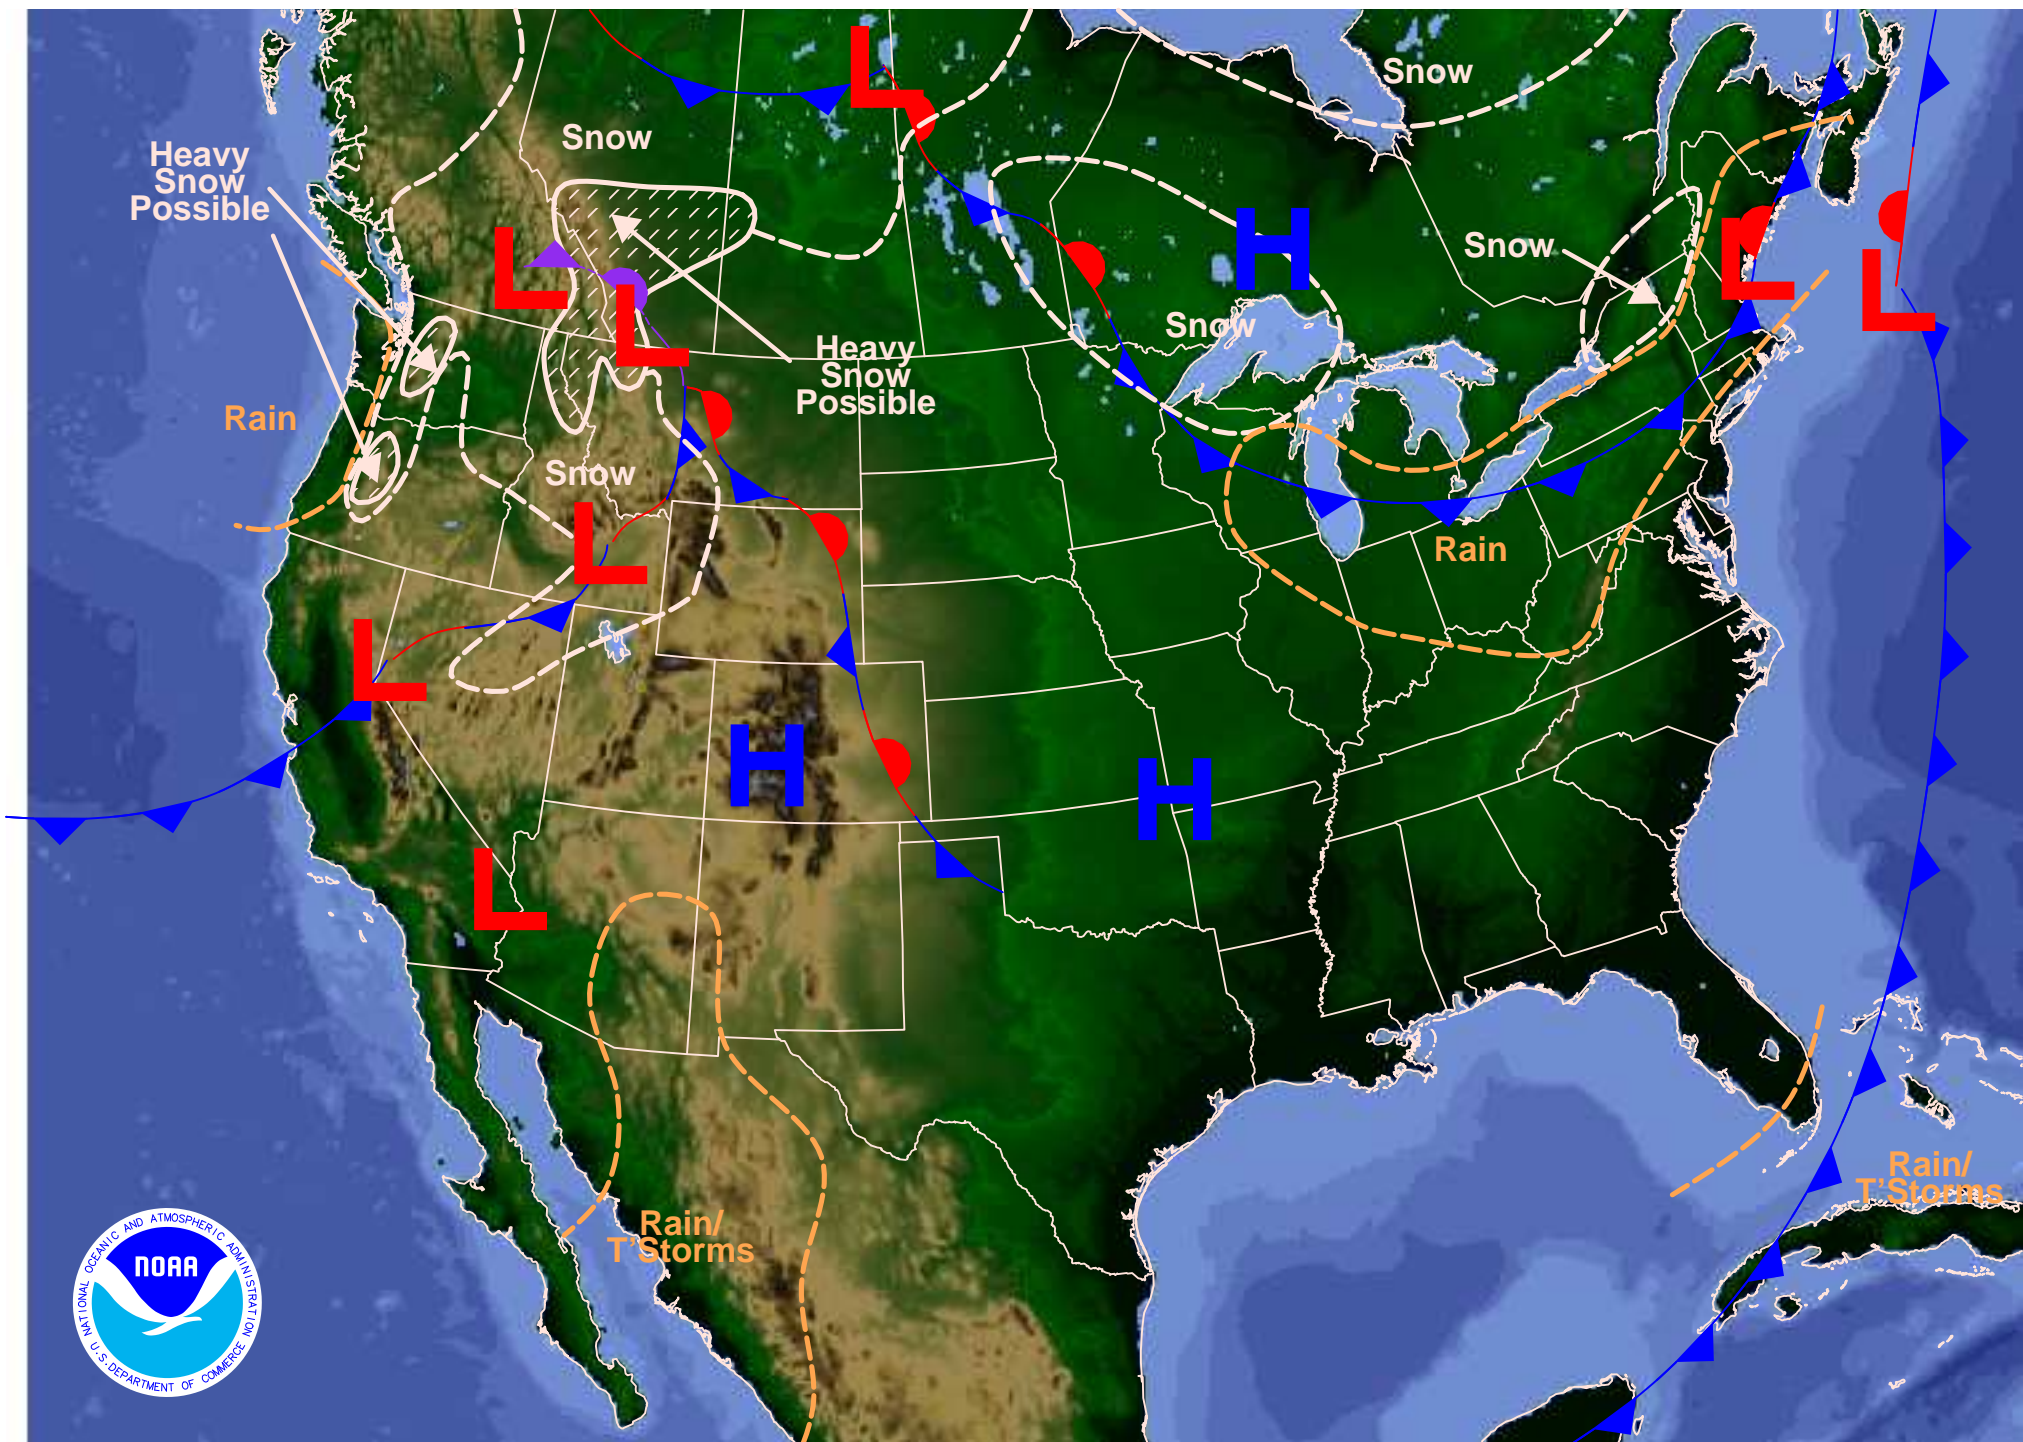 Snow
Snow
Heavy
Snow
Possible
L
L
L
H
Snow
Snow
L
L
L
Heavy
Snow
Possible
Rain
Snow
L
Rain
L
H
H
L
Rain/
T'Storms
Rain/
T'Storms
NATIONAL OCEANIC AND ATMOSPHERIC ADMINISTRATION
NOAA
U.S. DEPARTMENT OF COMMERCE